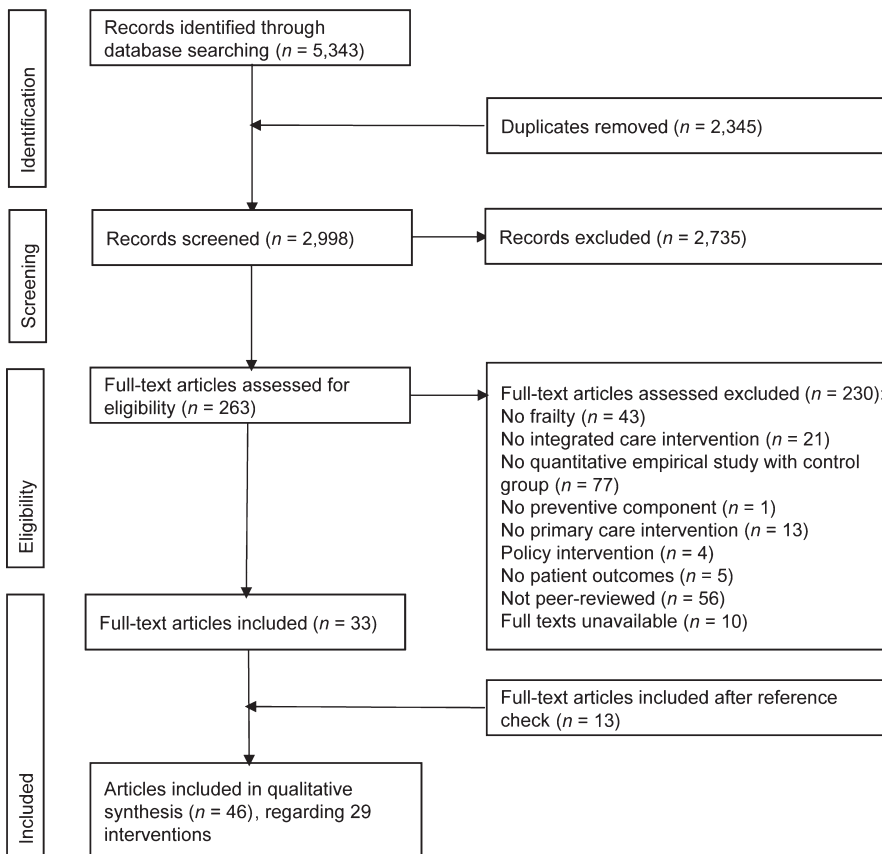 Identification
Records identified through
database searching (n = 5,343)
Duplicates removed (n = 2,345)
Screening
Records screened (n = 2,998)
Records excluded (n = 2,735)
Eligibility
Full-text articles assessed for
eligibility (n = 263)
Full-text articles assessed excluded (n = 230):
No frailty (n = 43)
No integrated care intervention (n = 21)
No quantitative empirical study with control
group (n = 77)
No preventive component (n = 1)
No primary care intervention (n = 13)
Policy intervention (n = 4)
No patient outcomes (n = 5)
Not peer-reviewed (n = 56)
Full texts unavailable (n = 10)
Included
Full-text articles included (n = 33)
Full-text articles included after reference
check (n = 13)
Articles included in qualitative
synthesis (n = 46), regarding 29
interventions